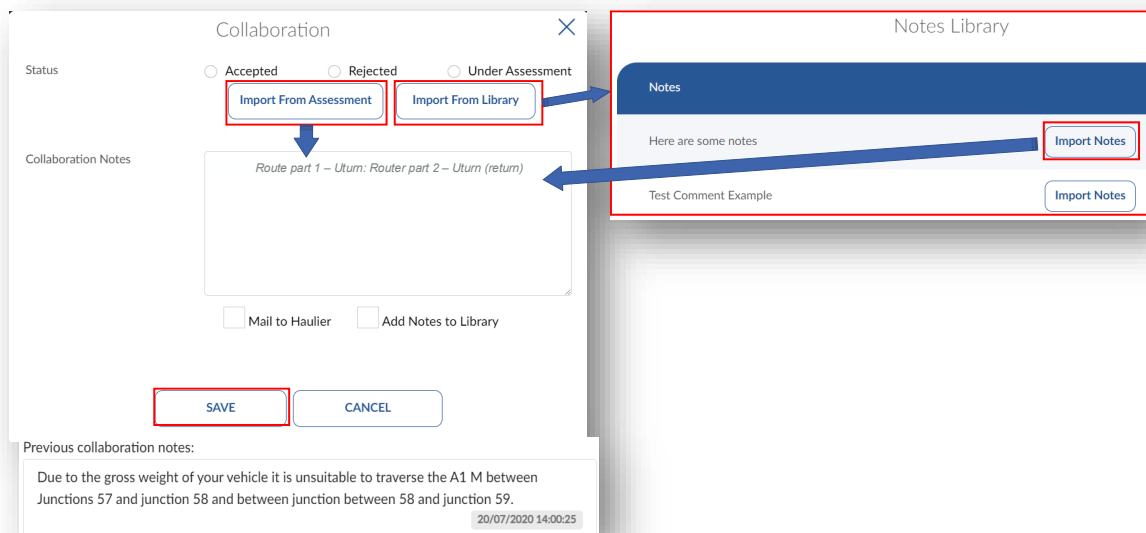 Collaboration
Status
Accepted
Rejected
Under Assessment
Import From Assessment
Import From Library
Collaboration Notes
Route part 1 – Uturn: Router part 2 – Uturn (return)
Mail to Haulier
Add Notes to Library
SAVE
CANCEL
Previous collaboration notes:
Due to the gross weight of your vehicle it is unsuitable to traverse the A1 M between
Junctions 57 and junction 58 and between junction between 58 and junction 59.
20/07/2020 14:00:25
Notes Library
Notes
Here are some notes
Import Notes
Test Comment Example
Import Notes